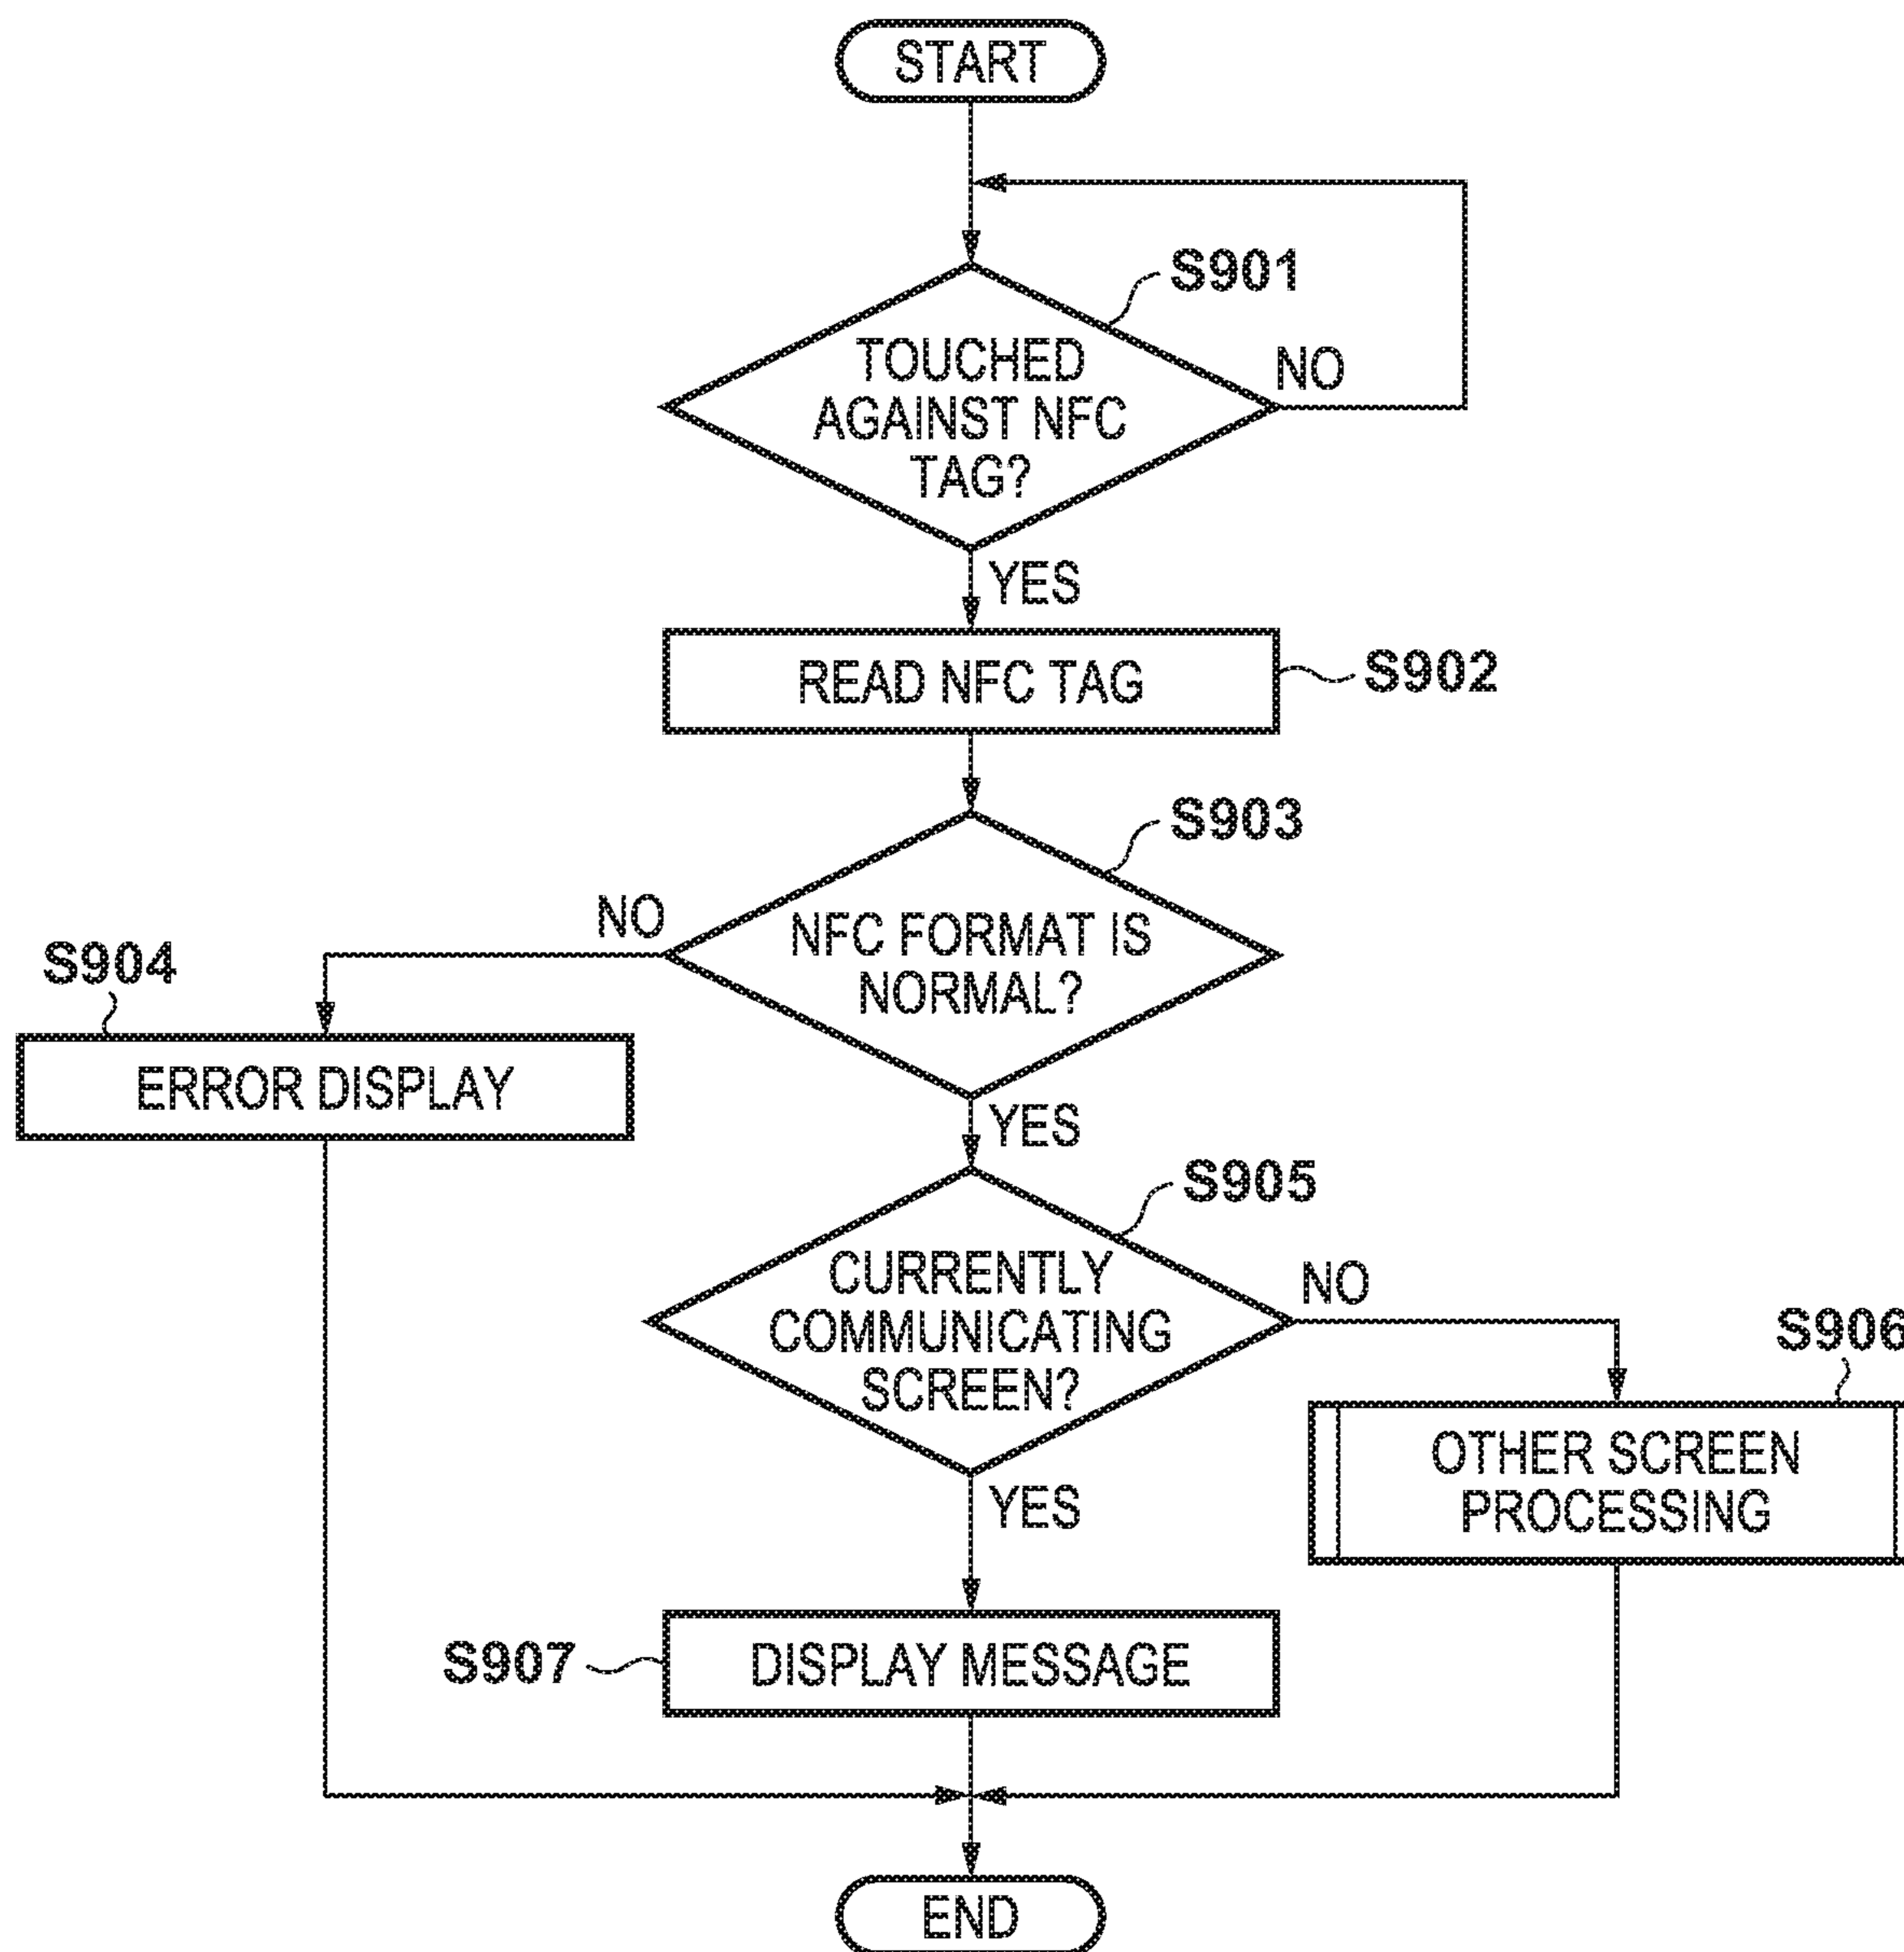 START
S901
TOUCHED
AGAINST NFC
TAG?
NO
YES
READ NFC TAG
S902
S903
NFC FORMAT IS
NORMAL?
NO
S904
ERROR DISPLAY
YES
S905
CURRENTLY
COMMUNICATING
SCREEN?
NO
S906
OTHER SCREEN
PROCESSING
YES
S907
DISPLAY MESSAGE
END